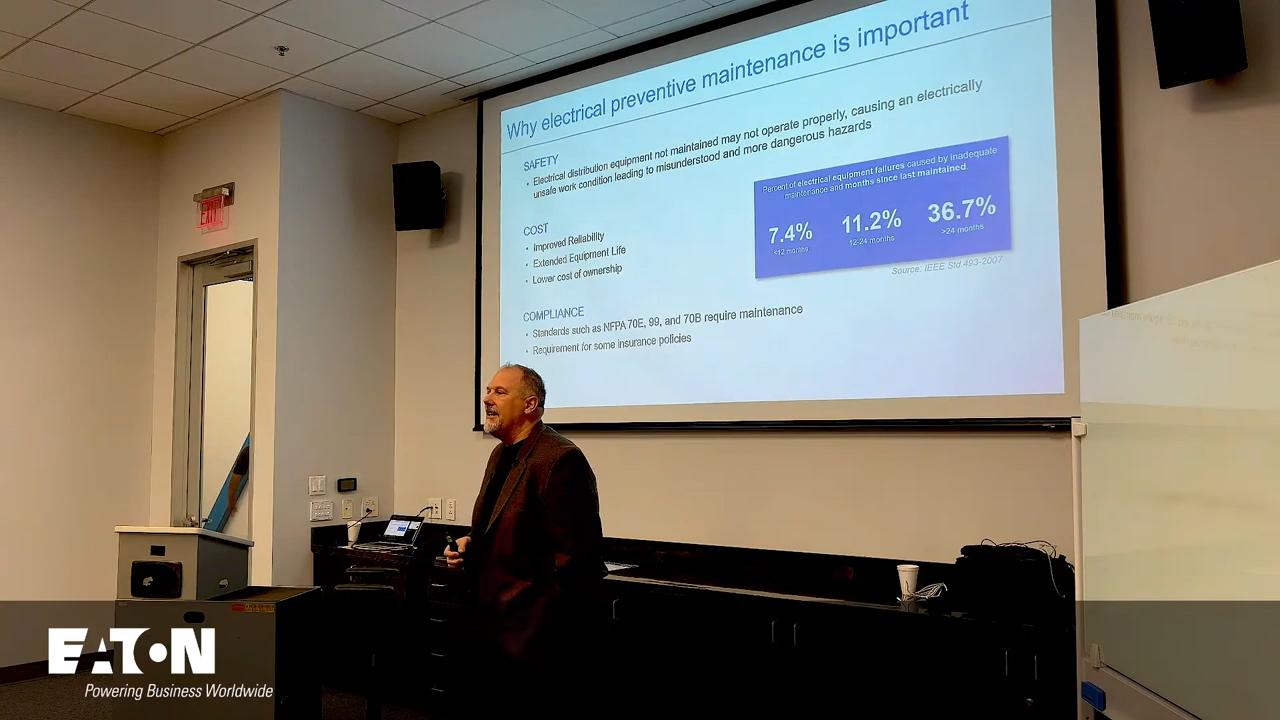 Why electrical preventive maintenance is important
SAFETY
• Electrical distribution equipment not maintained may not operate properly, causing an electrically
unsafe work condition leading to misunderstood and more dangerous hazards
Percent of electrical equipment failures caused by inadequate
maintenance and months since last maintained.
7.4% 11.2% 36.7%
<12 months 12-24 months >24 months
Source: IEEE Std 493-2007
COST
• Improved Reliability
• Extended Equipment Life
• Lower cost of ownership
COMPLIANCE
• Standards such as NFPA 70E, 99, and 70B require maintenance
• Requirement for some insurance policies
EXIT
EATON
Powering Business Worldwide